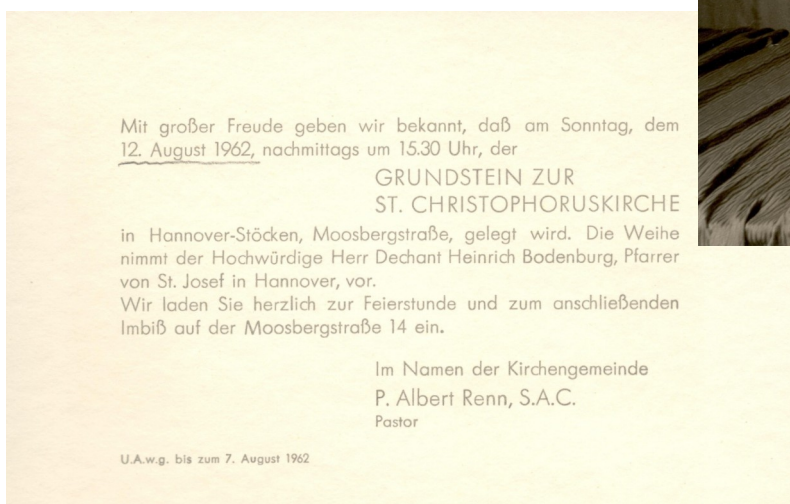 Mit großer Freude geben wir bekannt, daß am Sonntag, dem
12. August 1962, nachmittags um 15.30 Uhr, der
GRUNDSTEIN ZUR
ST. CHRISTOPHORUSKIRCHE
in Hannover-Stöcken, Moosbergstraße, gelegt wird. Die Weihe
nimmt der Hochwürdige Herr Dechant Heinrich Bodenburg, Pfarrer
von St. Josef in Hannover, vor.
Wir laden Sie herzlich zur Feierstunde und zum anschließenden
Imbiß auf der Moosbergstraße 14 ein.
Im Namen der Kirchengemeinde
P. Albert Renn, S.A.C.
Pastor
U.A.w.g. bis zum 7. August 1962